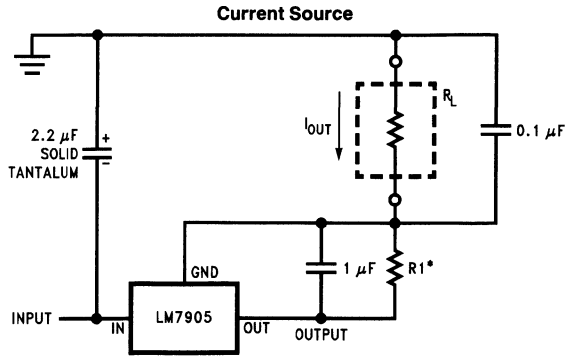 Current Source
R_L
I_OUT
2.2 µF
SOLID
TANTALUM
+
−
0.1 µF
GND
1 µF
R1*
INPUT
IN
LM7905
OUT
OUTPUT